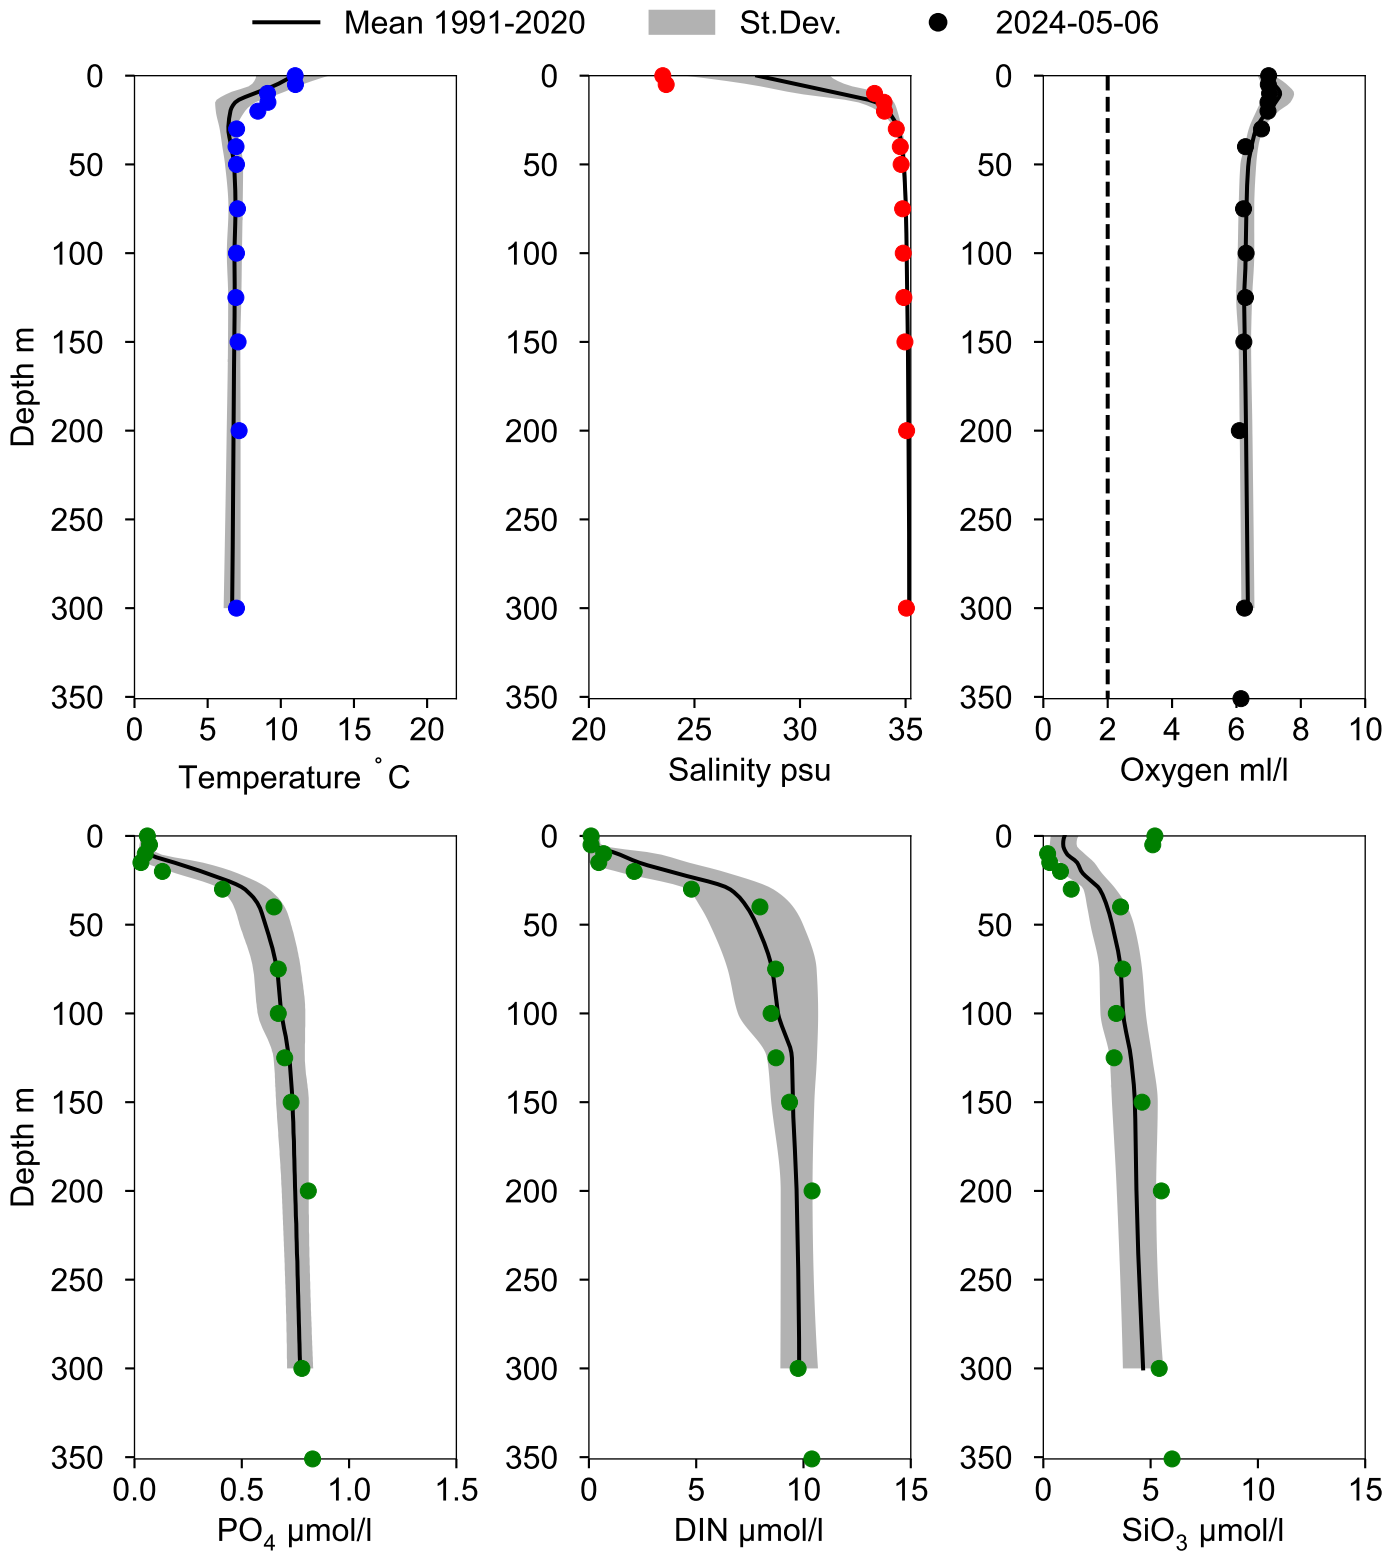 Mean 1991-2020 St.Dev. 2024-05-06
0 0 0
50 50 50
100 100 100
150 150 150
200 200 200
250 250 250
300 300 300
350 350 350
Depth m
0 5 10 15 20 20 25 30 35 0 2 4 6 8 10
Temperature °C Salinity psu Oxygen ml/l
0 0 0
50 50 50
100 100 100
150 150 150
200 200 200
250 250 250
300 300 300
350 350 350
Depth m
0.0 0.5 1.0 1.5 0 5 10 15 0 5 10 15
PO₄ μmol/l DIN μmol/l SiO₃ μmol/l